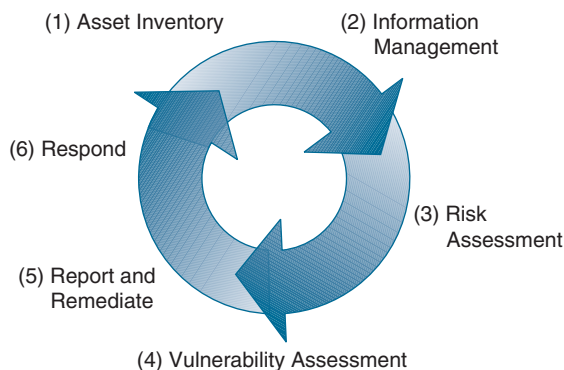 (1) Asset Inventory
(2) Information
Management
(3) Risk
Assessment
(4) Vulnerability Assessment
(5) Report and
Remediate
(6) Respond